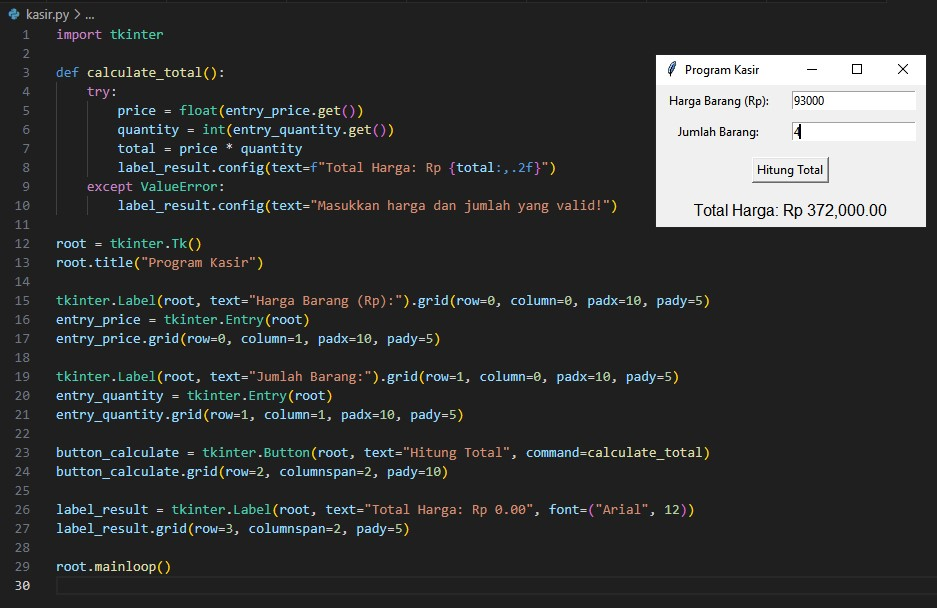 kasir.py > ...
1 import tkinter
2
3 def calculate_total():
4     try:
5         price = float(entry_price.get())
6         quantity = int(entry_quantity.get())
7         total = price * quantity
8         label_result.config(text=f"Total Harga: Rp {total:,.2f}")
9     except ValueError:
10         label_result.config(text="Masukkan harga dan jumlah yang valid!")
11
12 root = tkinter.Tk()
13 root.title("Program Kasir")
14
15 tkinter.Label(root, text="Harga Barang (Rp):").grid(row=0, column=0, padx=10, pady=5)
16 entry_price = tkinter.Entry(root)
17 entry_price.grid(row=0, column=1, padx=10, pady=5)
18
19 tkinter.Label(root, text="Jumlah Barang:").grid(row=1, column=0, padx=10, pady=5)
20 entry_quantity = tkinter.Entry(root)
21 entry_quantity.grid(row=1, column=1, padx=10, pady=5)
22
23 button_calculate = tkinter.Button(root, text="Hitung Total", command=calculate_total)
24 button_calculate.grid(row=2, columnspan=2, pady=10)
25
26 label_result = tkinter.Label(root, text="Total Harga: Rp 0.00", font=("Arial", 12))
27 label_result.grid(row=3, columnspan=2, pady=5)
28
29 root.mainloop()
30
Program Kasir
Harga Barang (Rp): 93000
Jumlah Barang: 4
Hitung Total
Total Harga: Rp 372,000.00